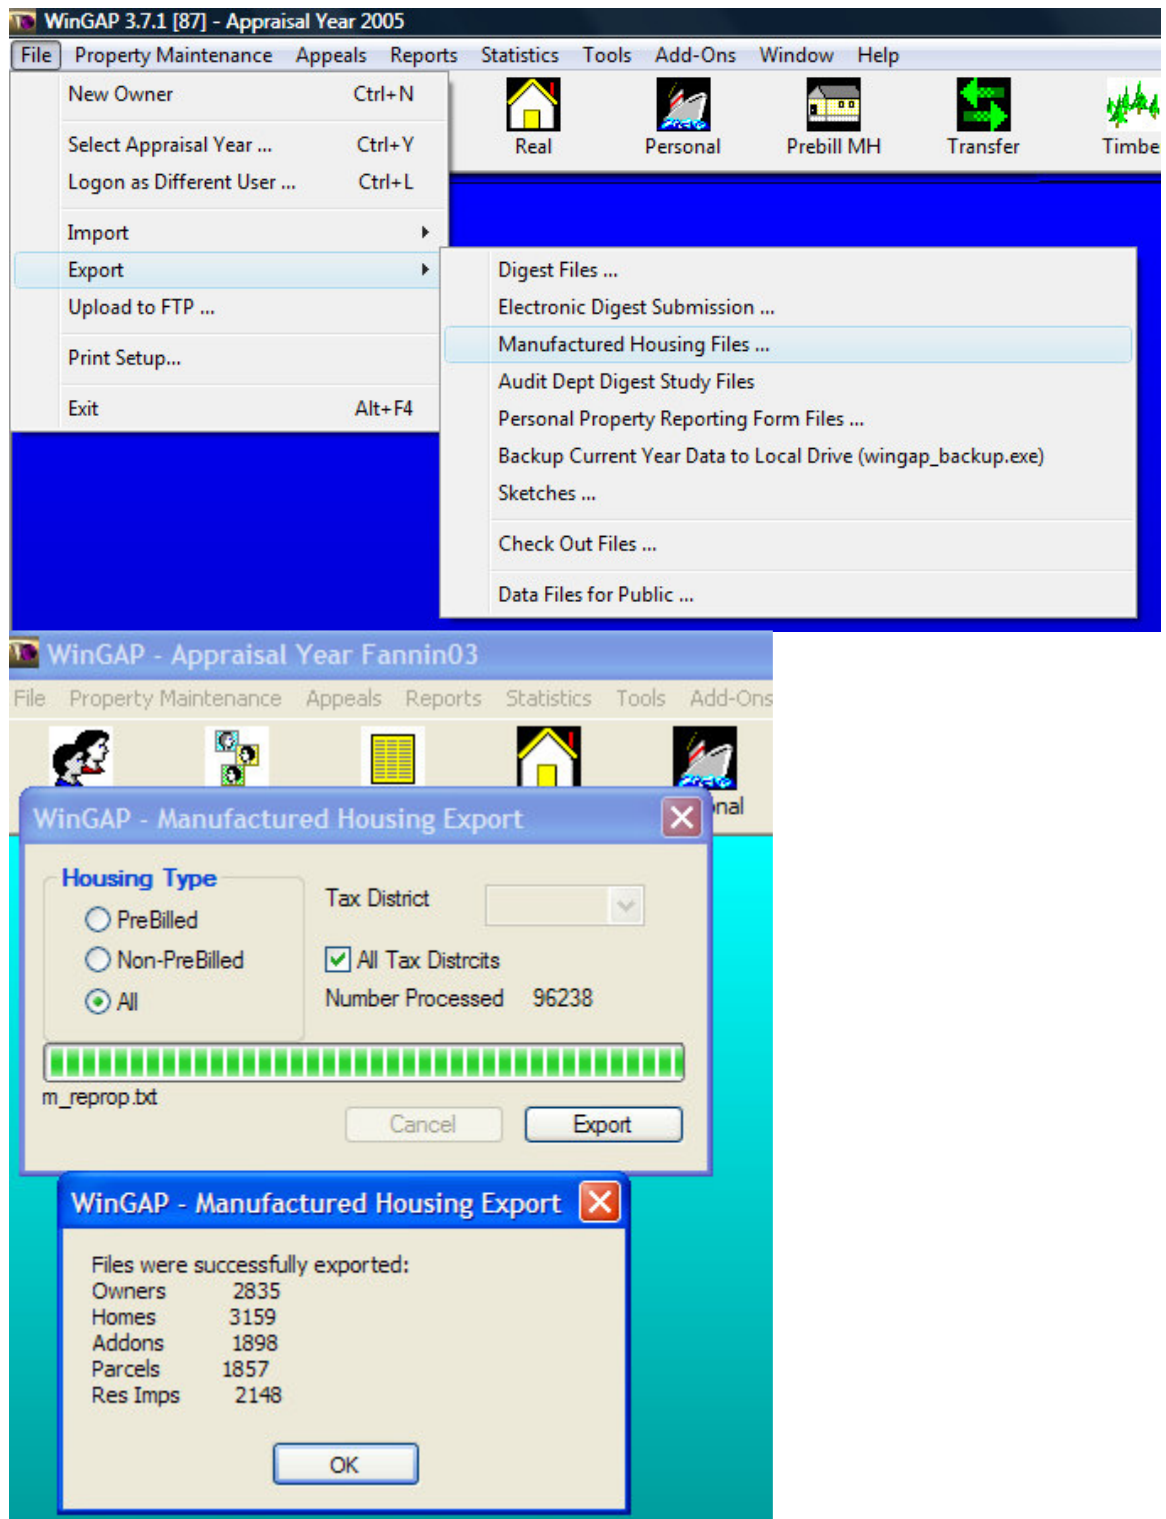 WinGAP 3.7.1 [87] - Appraisal Year 2005
File Property Maintenance Appeals Reports Statistics Tools Add-Ons Window Help
New Owner Ctrl+N
Select Appraisal Year ... Ctrl+Y
Logon as Different User ... Ctrl+L
Import
Export
Upload to FTP ...
Print Setup...
Exit Alt+F4
Real Personal Prebill MH Transfer Timbe
Digest Files ...
Electronic Digest Submission ...
Manufactured Housing Files ...
Audit Dept Digest Study Files
Personal Property Reporting Form Files ...
Backup Current Year Data to Local Drive (wingap_backup.exe)
Sketches ...
Check Out Files ...
Data Files for Public ...
WinGAP - Appraisal Year Fannin03
File Property Maintenance Appeals Reports Statistics Tools Add-Ons
nal
WinGAP - Manufactured Housing Export
Housing Type
PreBilled
Non-PreBilled
All
Tax District
All Tax Distrcits
Number Processed 96238
m_reprop.txt
Cancel Export
WinGAP - Manufactured Housing Export
Files were successfully exported:
Owners 2835
Homes 3159
Addons 1898
Parcels 1857
Res Imps 2148
OK